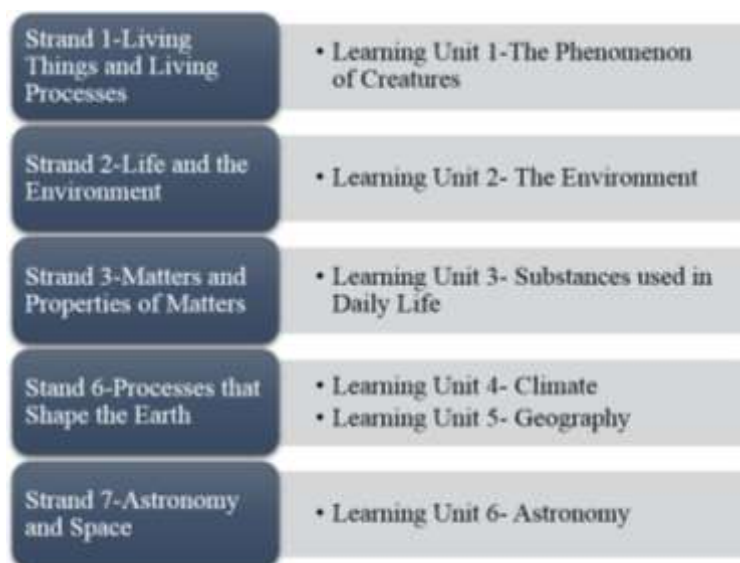 Strand 1-Living
Things and Living
Processes
• Learning Unit 1-The Phenomenon
of Creatures
Strand 2-Life and the
Environment
• Learning Unit 2- The Environment
Strand 3-Matters and
Properties of Matters
• Learning Unit 3- Substances used in
Daily Life
Stand 6-Processes that
Shape the Earth
• Learning Unit 4- Climate
• Learning Unit 5- Geography
Strand 7-Astronomy
and Space
• Learning Unit 6- Astronomy